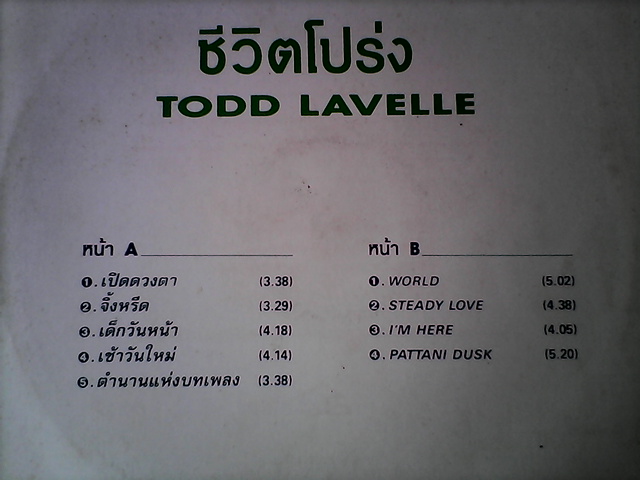 ชีวิตโปร่ง
TODD LAVELLE
หน้า A
❶. เปิดดวงตา (3.38)
❷. จิ้งหรีด (3.29)
❸. เด็กวันหน้า (4.18)
❹. เช้าวันใหม่ (4.14)
❺. ตำนานแห่งบทเพลง (3.38)
หน้า B
❶. WORLD (5.02)
❷. STEADY LOVE (4.38)
❸. I'M HERE (4.05)
❹. PATTANI DUSK (5.20)